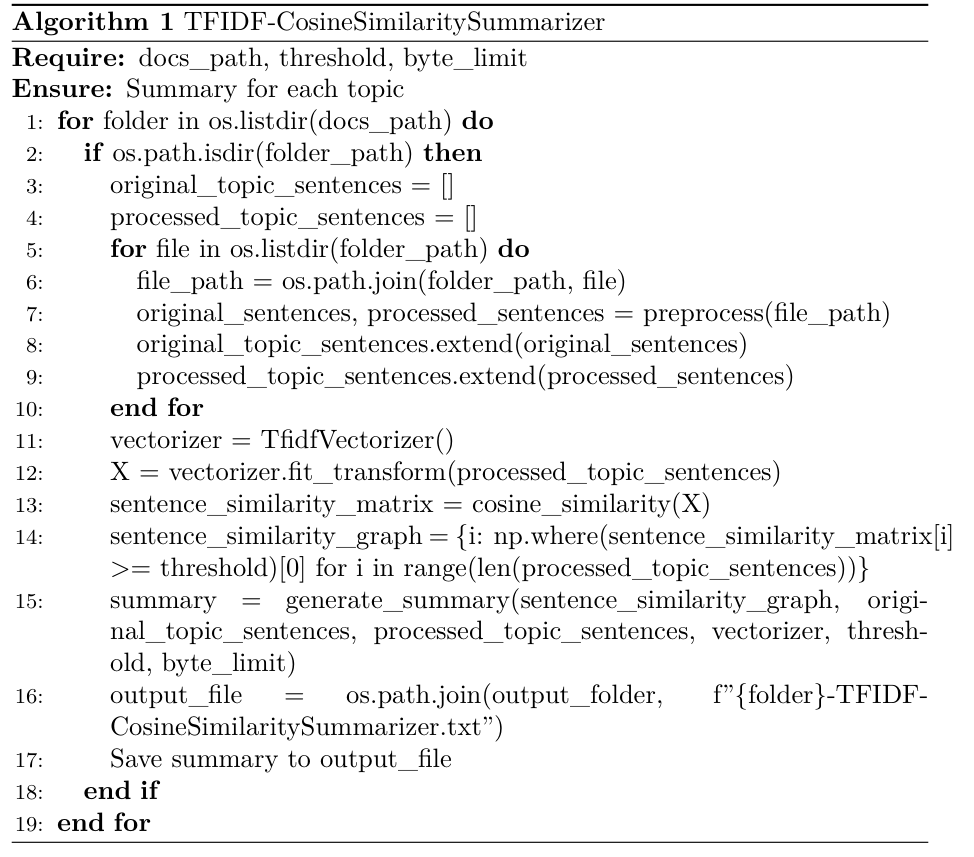 Algorithm 1 TFIDF-CosineSimilaritySummarizer
Require: docs_path, threshold, byte_limit
Ensure: Summary for each topic
1: for folder in os.listdir(docs_path) do
2: if os.path.isdir(folder_path) then
3: original_topic_sentences = []
4: processed_topic_sentences = []
5: for file in os.listdir(folder_path) do
6: file_path = os.path.join(folder_path, file)
7: original_sentences, processed_sentences = preprocess(file_path)
8: original_topic_sentences.extend(original_sentences)
9: processed_topic_sentences.extend(processed_sentences)
10: end for
11: vectorizer = TfidfVectorizer()
12: X = vectorizer.fit_transform(processed_topic_sentences)
13: sentence_similarity_matrix = cosine_similarity(X)
14: sentence_similarity_graph = {i: np.where(sentence_similarity_matrix[i]
>= threshold)[0] for i in range(len(processed_topic_sentences))}
15: summary = generate_summary(sentence_similarity_graph, origi-
nal_topic_sentences, processed_topic_sentences, vectorizer, thresh-
old, byte_limit)
16: output_file = os.path.join(output_folder, f”{folder}-TFIDF-
CosineSimilaritySummarizer.txt”)
17: Save summary to output_file
18: end if
19: end for